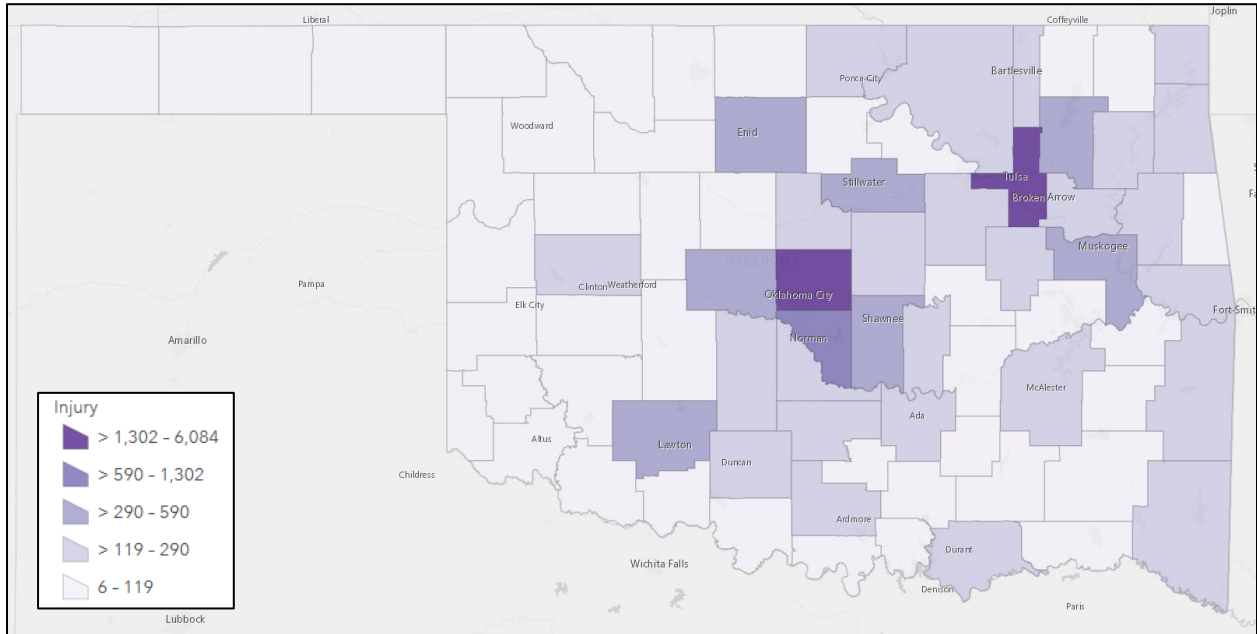 Liberal
Coffeyville
Joplin
Ponca City
Bartlesville
Woodward
Enid
Stillwater
Tulsa
Broken Arrow
Muskogee
OKLAHOMA
Oklahoma City
Clinton
Weatherford
Elk City
Pampa
Shawnee
Fort Smith
Norman
Amarillo
McAlester
Ada
Altus
Lawton
Duncan
Childress
Ardmore
Durant
Wichita Falls
Denison
Paris
Lubbock
Injury
> 1,302 – 6,084
> 590 – 1,302
> 290 – 590
> 119 – 290
6 – 119